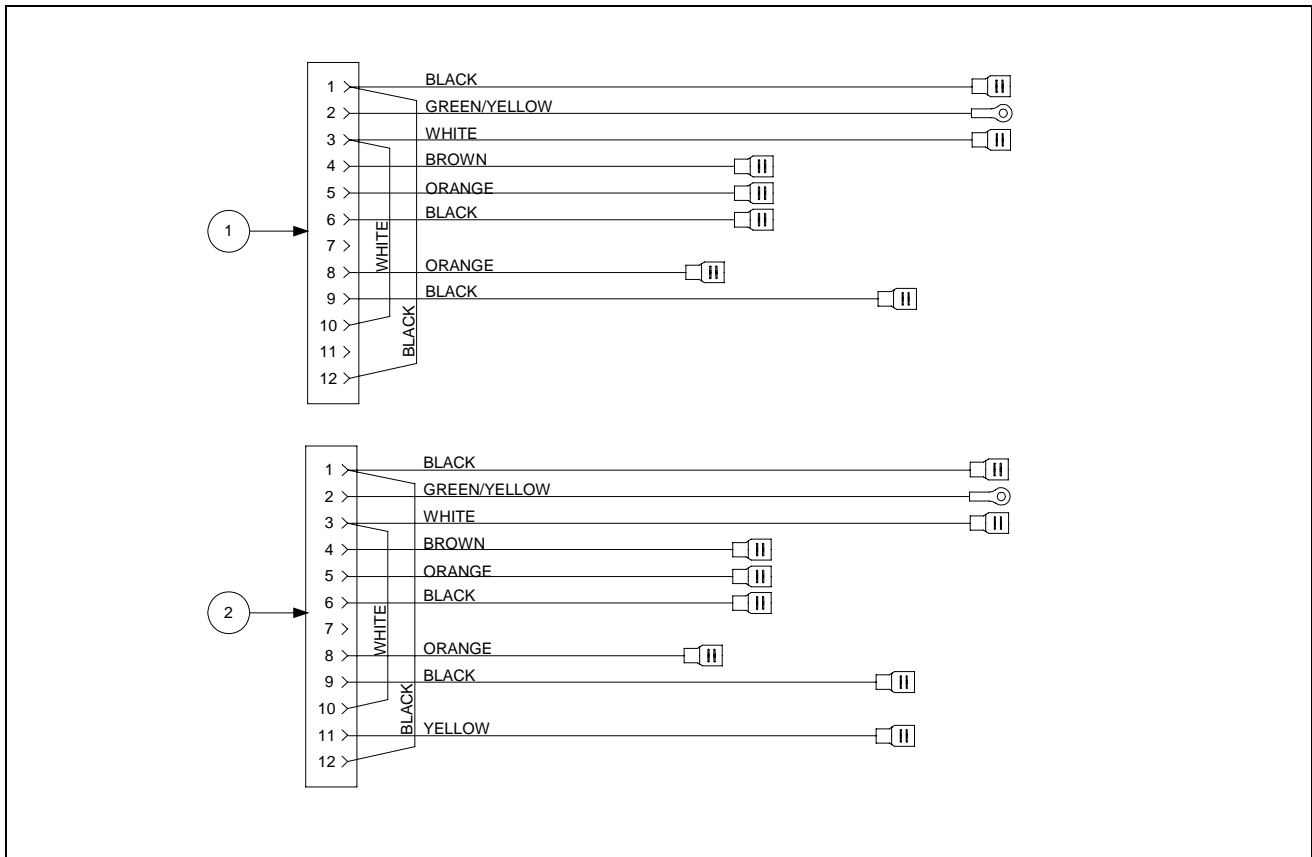 1 BLACK
2 GREEN/YELLOW
3 WHITE
4 BROWN
5 ORANGE
6 BLACK
1
7
WHITE
8 ORANGE
9 BLACK
10
BLACK
11
12
1 BLACK
2 GREEN/YELLOW
3 WHITE
4 BROWN
5 ORANGE
6 BLACK
2
7
WHITE
8 ORANGE
9 BLACK
10
BLACK
11 YELLOW
12